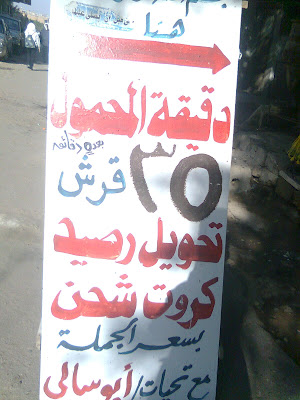 هنا
دقيقة المحمول
٣٥ قرش
تحويل رصيد
كروت شحن
بسعر الجملة
مع تحيات / أبو سالى